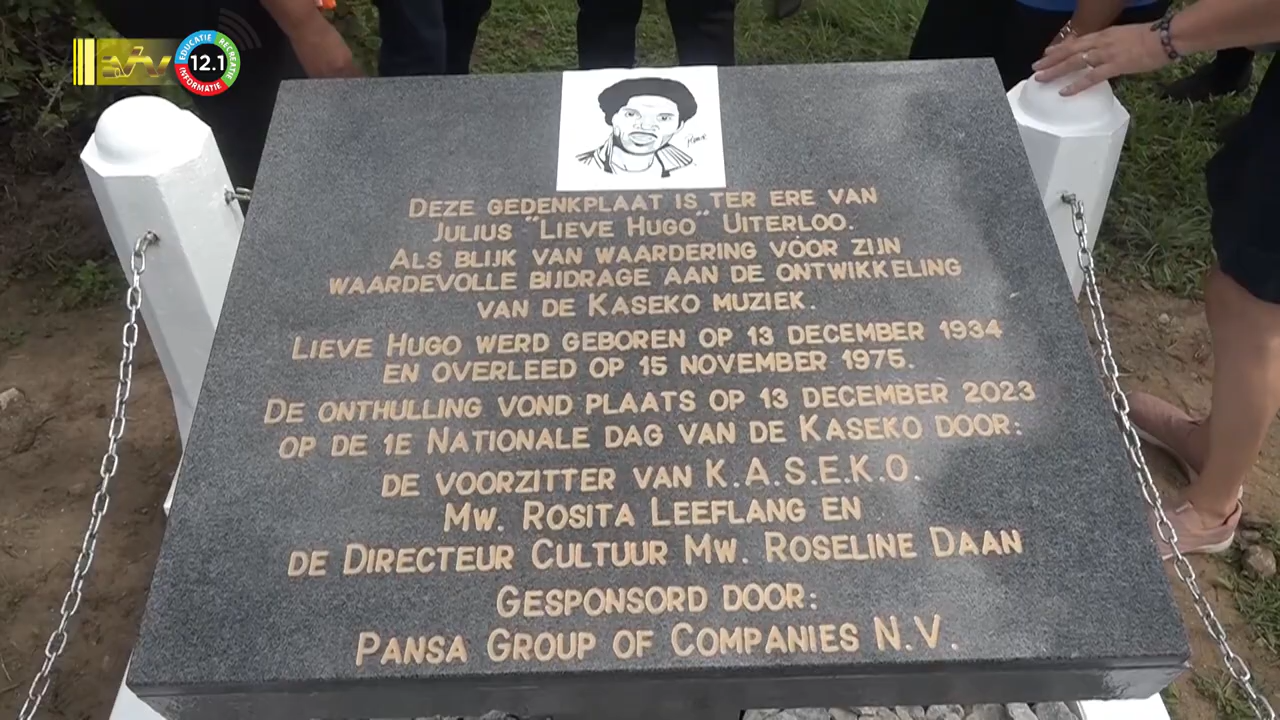 EDUCATIE
RECREATIE
INFORMATIE
12.1
DEZE GEDENKPLAAT IS TER ERE VAN
JULIUS "LIEVE HUGO" UITERLOO.
ALS BLIJK VAN WAARDERING VOOR ZIJN
WAARDEVOLLE BIJDRAGE AAN DE ONTWIKKELING
VAN DE KASEKO MUZIEK.
LIEVE HUGO WERD GEBOREN OP 13 DECEMBER 1934
EN OVERLEED OP 15 NOVEMBER 1975.
DE ONTHULLING VOND PLAATS OP 13 DECEMBER 2023
OP DE 1E NATIONALE DAG VAN DE KASEKO DOOR:
DE VOORZITTER VAN K.A.S.E.K.O.
MW. ROSITA LEEFLANG EN
DE DIRECTEUR CULTUUR MW. ROSELINE DAAN
GESPONSORD DOOR:
PANSA GROUP OF COMPANIES N.V.